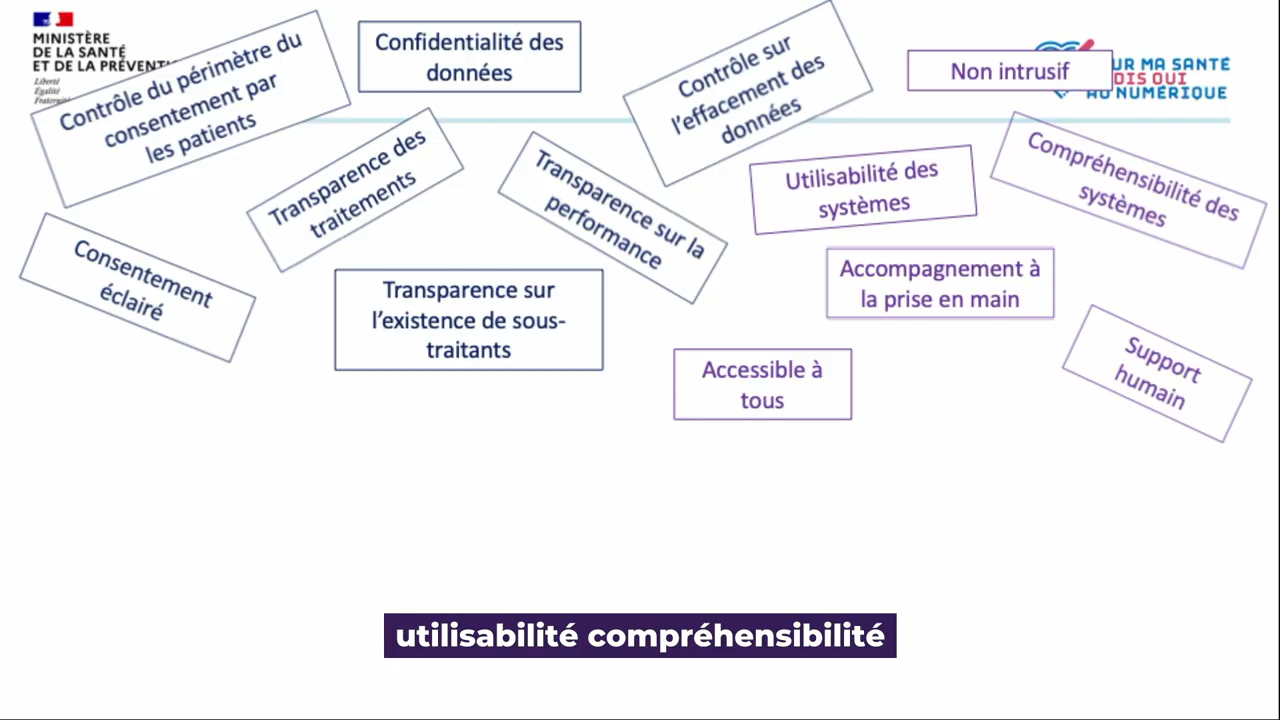 MINISTÈRE
DE LA SANTÉ
ET DE LA PRÉVENTI
Liberté
Égalité
Fraternité
Contrôle du périmètre du
consentement par
les patients
Confidentialité des
données
Contrôle sur
l'effacement des
données
Non intrusif
UR MA SANTÉ
DIS OUI
AU NUMÉRIQUE
Transparence des
traitements
Transparence sur la
performance
Utilisabilité des
systèmes
Compréhensibilité des
systèmes
Consentement
éclairé
Transparence sur
l'existence de sous-
traitants
Accompagnement à
la prise en main
Accessible à
tous
Support
humain
utilisabilité compréhensibilité